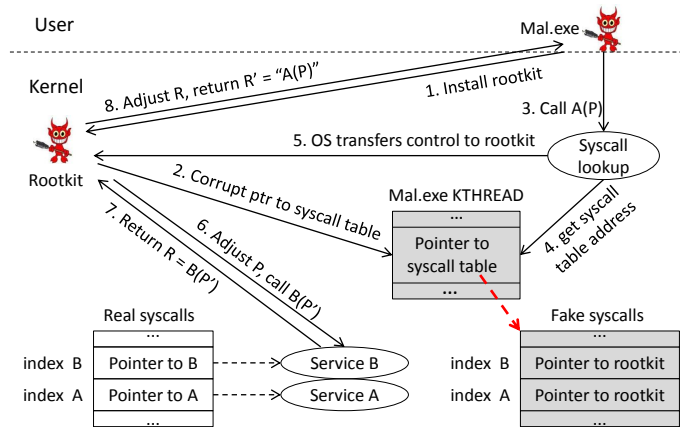 User
Mal.exe
Kernel
8. Adjust R, return R’ = “A(P)”
1. Install rootkit
3. Call A(P)
5. OS transfers control to rootkit
Syscall
lookup
Rootkit
2. Corrupt ptr to syscall table
Mal.exe KTHREAD
...
Pointer to
syscall table
...
4. get syscall
table address
6. Adjust P, call B(P’)
7. Return R = B(P’)
Real syscalls
...
index B
Pointer to B
Service B
index A
Pointer to A
Service A
...
Fake syscalls
...
index B
Pointer to rootkit
index A
Pointer to rootkit
...